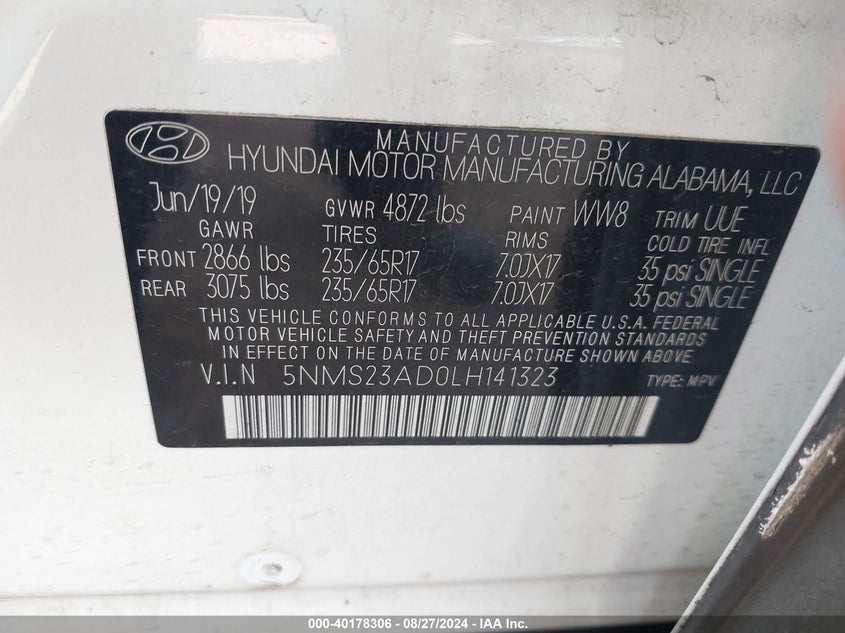 MANUFACTURED BY
HYUNDAI MOTOR MANUFACTURING ALABAMA, LLC
Jun/19/19 GVWR 4872 lbs PAINT WW8 TRIM UUE
GAWR TIRES RIMS COLD TIRE INFL
FRONT 2866 lbs 235/65R17 7.0JX17 35 psi SINGLE
REAR 3075 lbs 235/65R17 7.0JX17 35 psi SINGLE
THIS VEHICLE CONFORMS TO ALL APPLICABLE U.S.A. FEDERAL
MOTOR VEHICLE SAFETY AND THEFT PREVENTION STANDARDS
IN EFFECT ON THE DATE OF MANUFACTURE SHOWN ABOVE
V.I.N 5NMS23AD0LH141323 TYPE: MPV
000-40178306 - 08/27/2024 - IAA Inc.